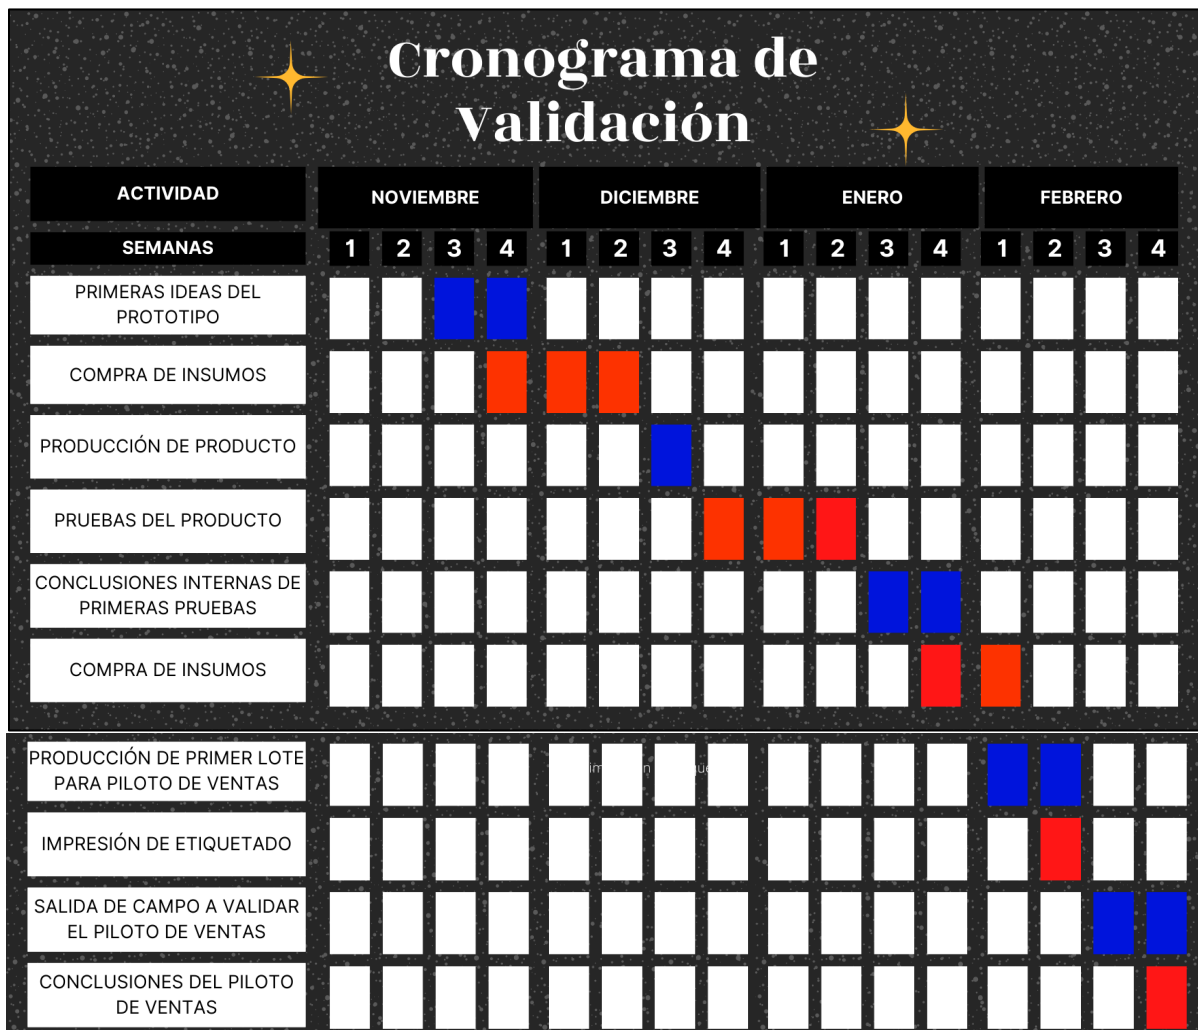 Cronograma de
Validación
ACTIVIDAD
NOVIEMBRE
DICIEMBRE
ENERO
FEBRERO
SEMANAS
1 2 3 4 1 2 3 4 1 2 3 4 1 2 3 4
PRIMERAS IDEAS DEL
PROTOTIPO
COMPRA DE INSUMOS
PRODUCCIÓN DE PRODUCTO
PRUEBAS DEL PRODUCTO
CONCLUSIONES INTERNAS DE
PRIMERAS PRUEBAS
COMPRA DE INSUMOS
PRODUCCIÓN DE PRIMER LOTE
PARA PILOTO DE VENTAS
IMPRESIÓN DE ETIQUETADO
SALIDA DE CAMPO A VALIDAR
EL PILOTO DE VENTAS
CONCLUSIONES DEL PILOTO
DE VENTAS